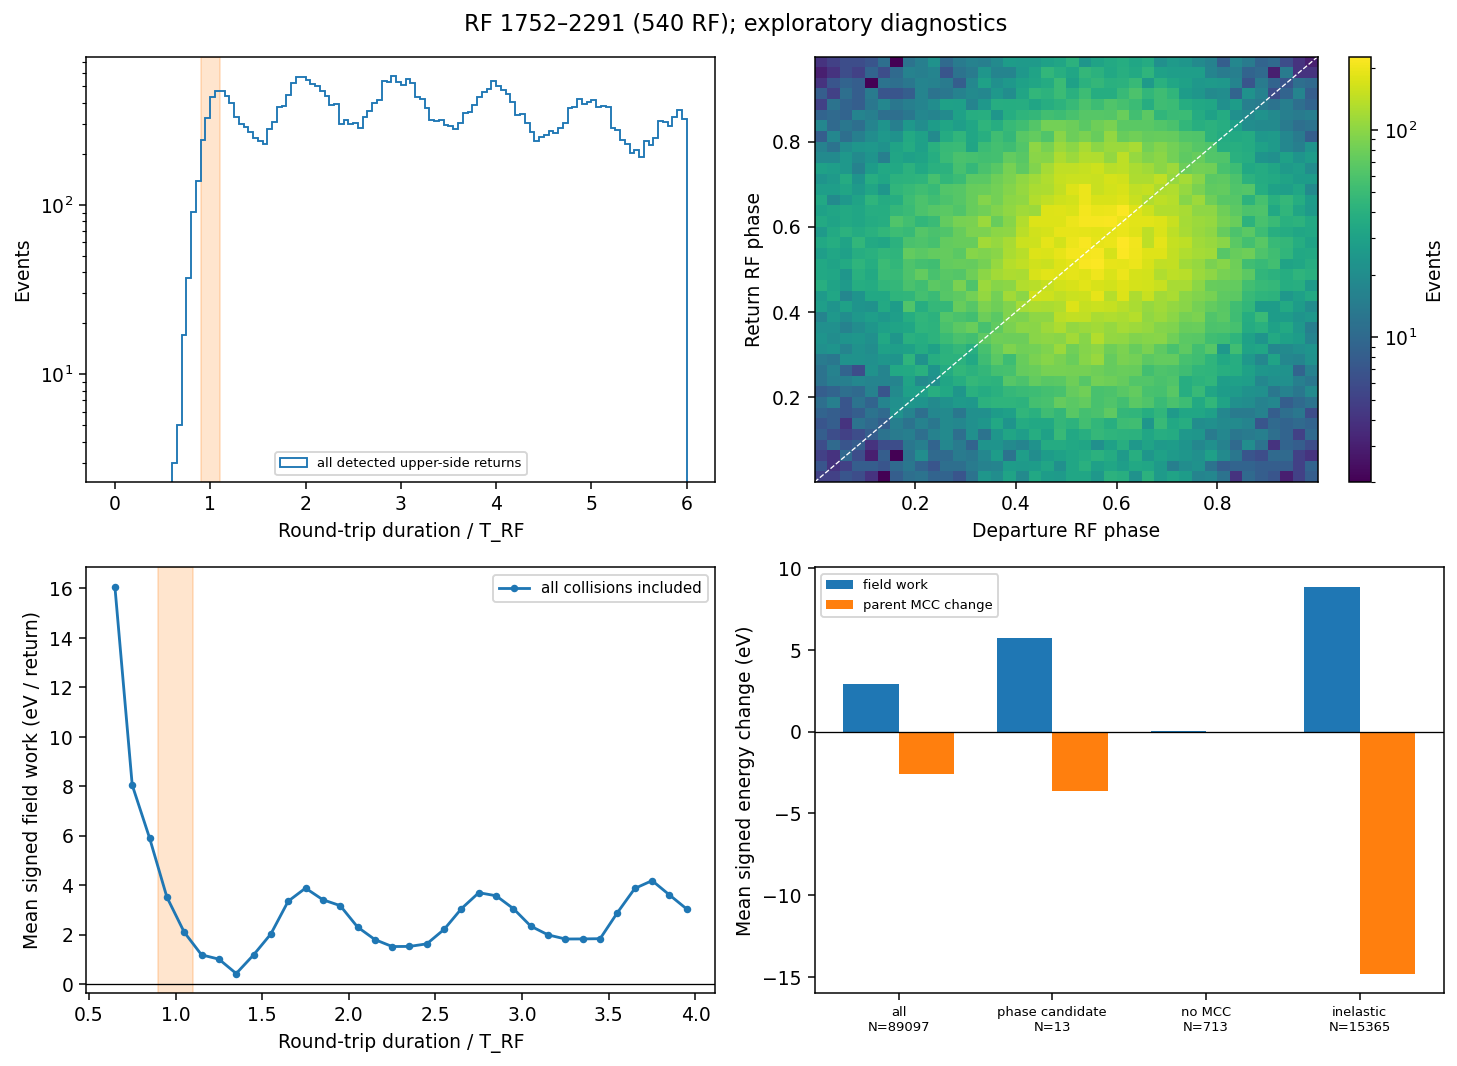 RF 1752–2291 (540 RF); exploratory diagnostics
Events
10²
10¹
all detected upper-side returns
0 1 2 3 4 5 6
Round-trip duration / T_RF
Return RF phase
0.8
0.6
0.4
0.2
0.2 0.4 0.6 0.8
Departure RF phase
10²
10¹
Events
Mean signed field work (eV / return)
16
14
12
10
8
6
4
2
0
all collisions included
0.5 1.0 1.5 2.0 2.5 3.0 3.5 4.0
Round-trip duration / T_RF
Mean signed energy change (eV)
10
5
0
−5
−10
−15
field work
parent MCC change
all
N=89097
phase candidate
N=13
no MCC
N=713
inelastic
N=15365